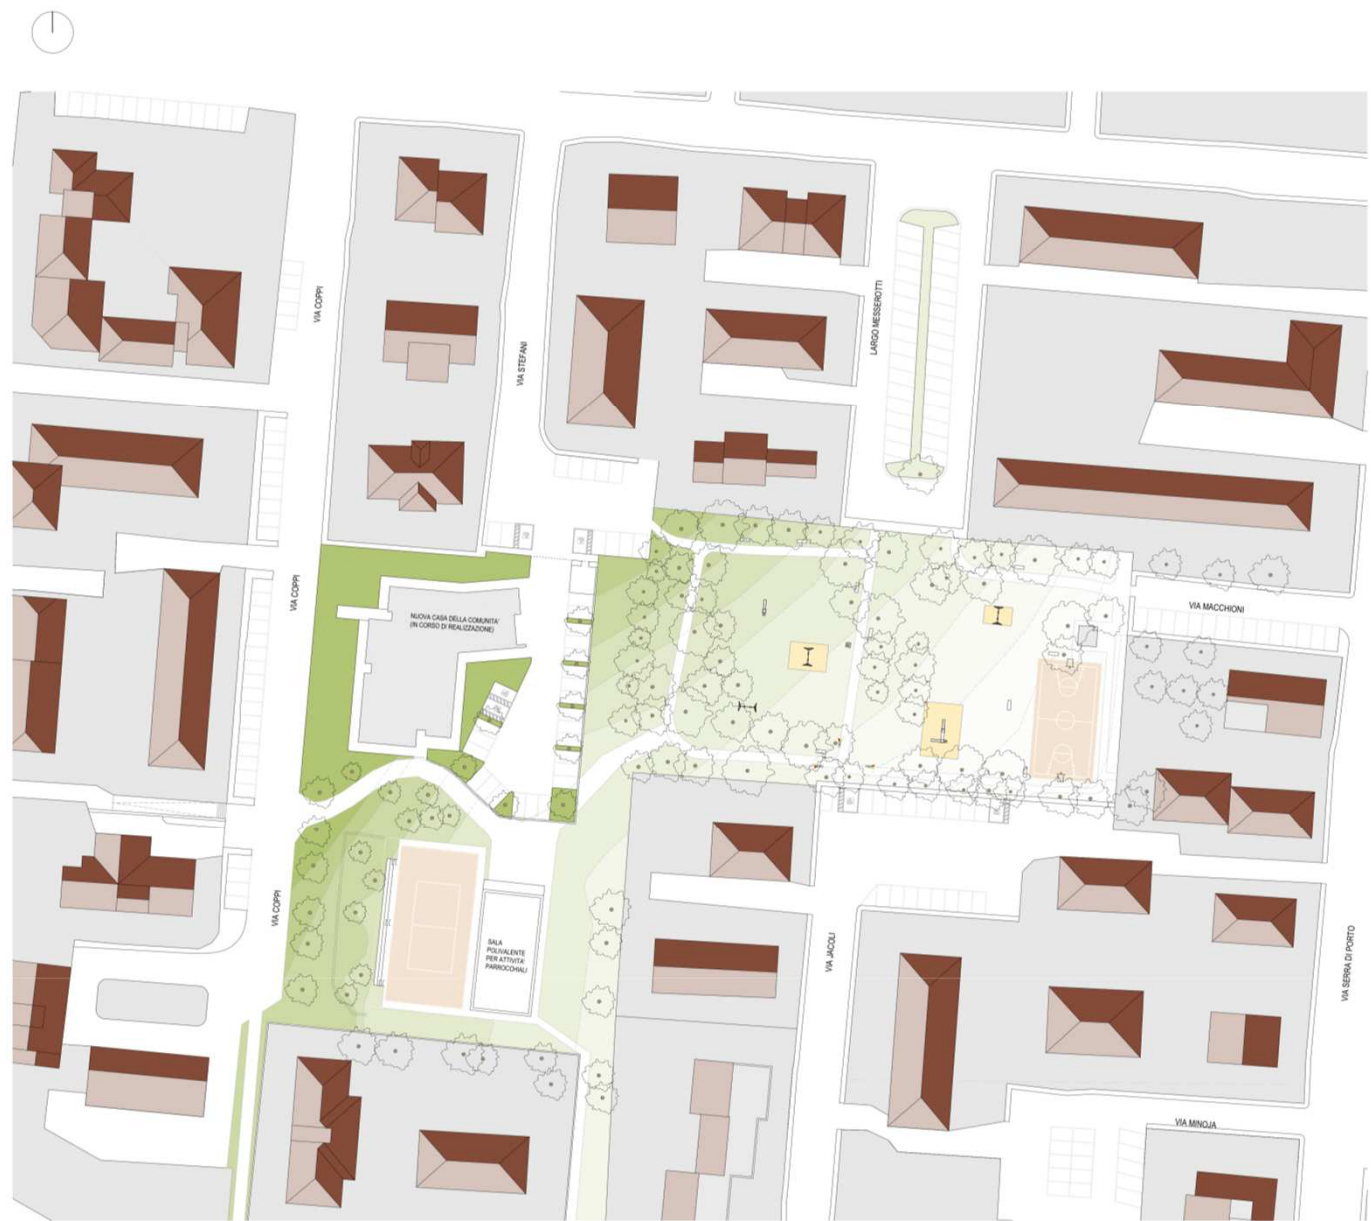 VIA COPPI
VIA STEFANI
LARGO MESSEROTTI
VIA COPPI
NUOVA CASA DELLA COMUNITA'
(IN CORSO DI REALIZZAZIONE)
VIA MACCHIONI
VIA COPPI
SALA
POLIVALENTE
PER ATTIVITA'
PARROCCHIALI
VIA JACOLI
VIA SERRA DI PORTO
VIA MINOJA